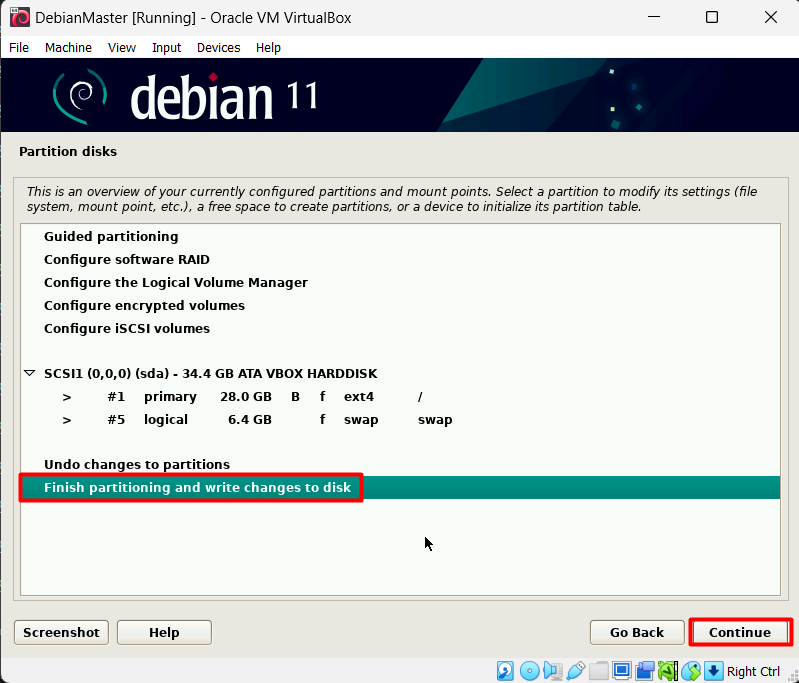 DebianMaster [Running] - Oracle VM VirtualBox
File Machine View Input Devices Help
debian 11
Partition disks
This is an overview of your currently configured partitions and mount points. Select a partition to modify its settings (file
system, mount point, etc.), a free space to create partitions, or a device to initialize its partition table.
Guided partitioning
Configure software RAID
Configure the Logical Volume Manager
Configure encrypted volumes
Configure iSCSI volumes
SCSI1 (0,0,0) (sda) - 34.4 GB ATA VBOX HARDDISK
> #1 primary 28.0 GB B f ext4 /
> #5 logical 6.4 GB f swap swap
Undo changes to partitions
Finish partitioning and write changes to disk
Screenshot Help Go Back Continue
Right Ctrl